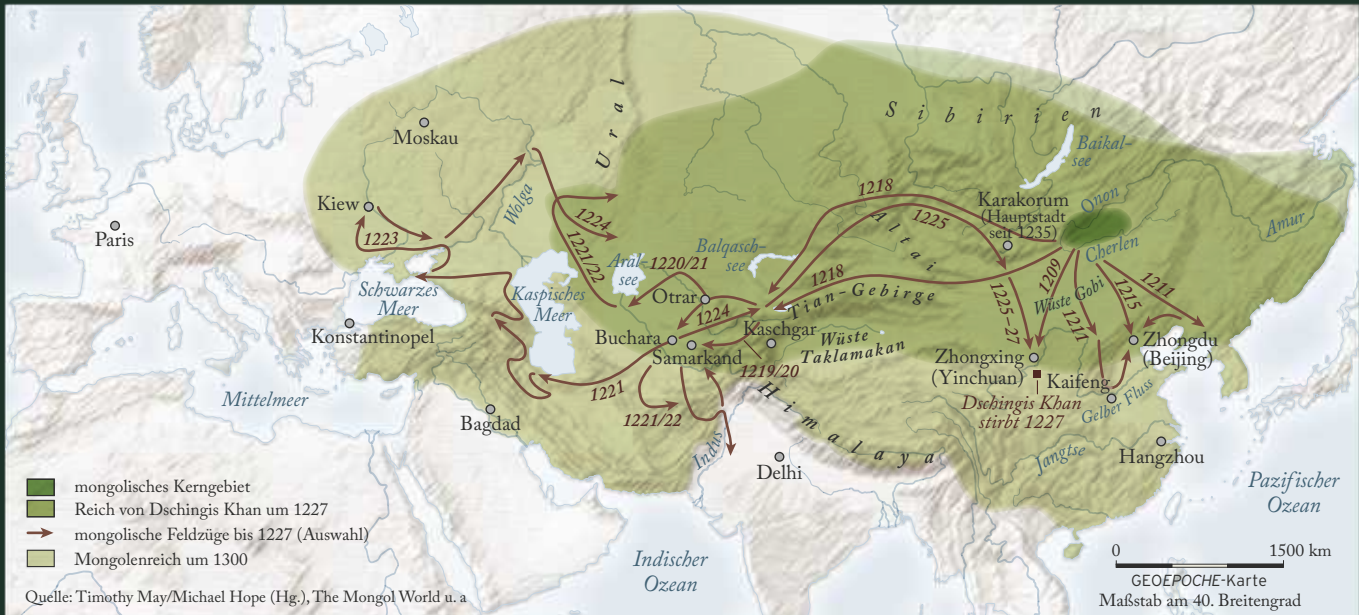 Sibirien
Ural
Moskau
Baikal-
see
Kiew
1223
Wolga
1218
1225
Karakorum
(Hauptstadt
seit 1235)
Onon
Amur
Paris
1224
1221/22
Altai
Cherlen
Aral-
see
1220/21
Balqasch-
see
1218
1209
Wüste Gobi
1215
1211
Schwarzes
Meer
Kaspisches
Meer
Otrar
Tian-Gebirge
1225–27
1211
Konstantinopel
1224
Buchara
Samarkand
Kaschgar
Wüste
Taklamakan
Zhongdu
(Beijing)
Zhongxing
(Yinchuan)
1219/20
Kaifeng
Mittelmeer
1221
1221/22
Himalaya
Dschingis Khan
stirbt 1227
Gelber Fluss
Bagdad
Indus
Delhi
Jangtse
Hangzhou
Pazifischer
Ozean
Indischer
Ozean
mongolisches Kerngebiet
Reich von Dschingis Khan um 1227
mongolische Feldzüge bis 1227 (Auswahl)
Mongolenreich um 1300
Quelle: Timothy May/Michael Hope (Hg.), The Mongol World u. a
0 1500 km
GEOEPOCHE-Karte
Maßstab am 40. Breitengrad